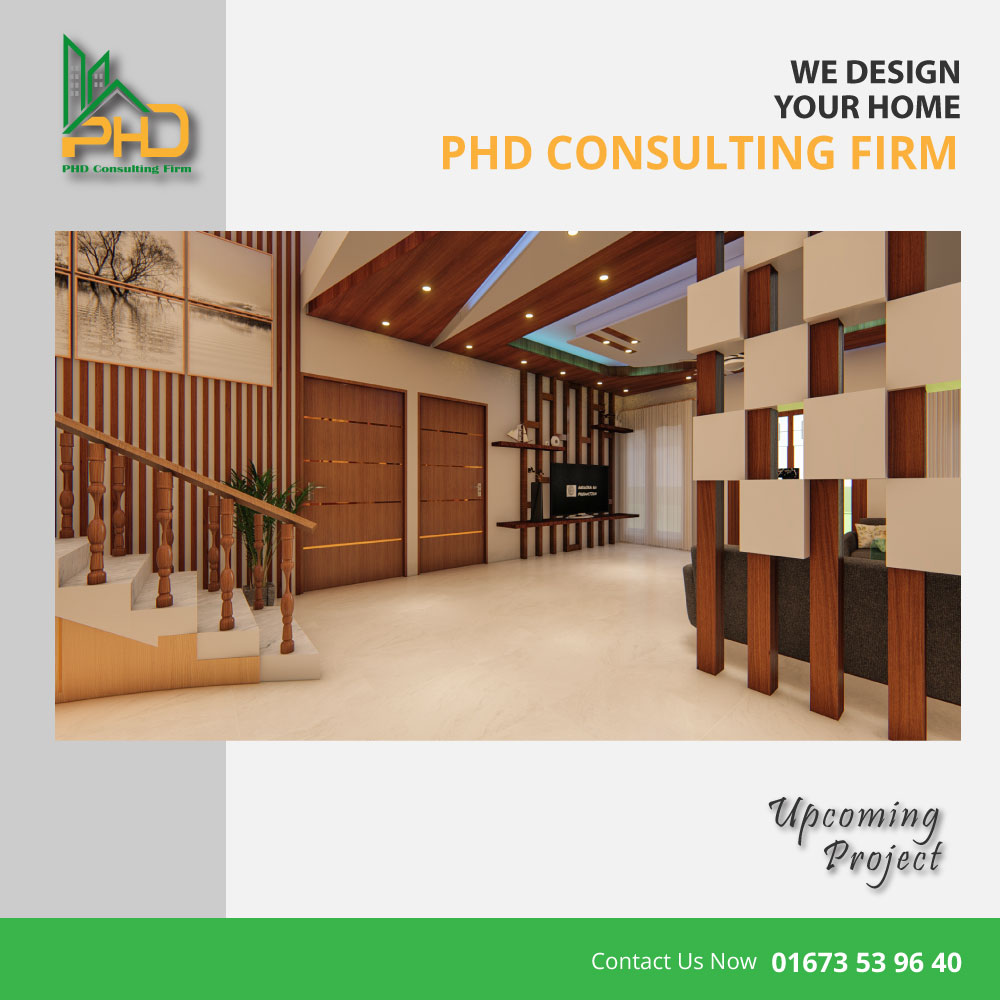 PHD
PHD Consulting Firm
WE DESIGN
YOUR HOME
PHD CONSULTING FIRM
Upcoming
Project
Contact Us Now 01673 53 96 40